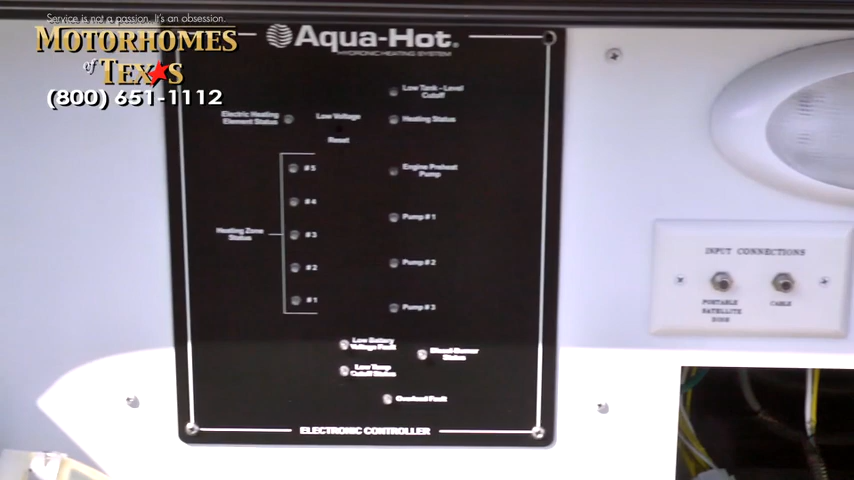 Service is not a passion.. It's an obsession.
MOTORHOMES
of TEXAS
(800) 651-1112
Aqua-Hot®
HYDRONIC HEATING SYSTEM
Low Tank - Level
Cutoff
Electric Heating
Element Status
Low Voltage
Heating Status
Reset
#5
Engine Preheat
Pump
#4
Pump #1
Heating Zone
Status
#3
#2
Pump #2
#1
Pump #3
Low Battery
Voltage Fault
Diesel-Burner
Status
Low Temp
Cutoff Status
Overload Fault
ELECTRONIC CONTROLLER
INPUT CONNECTIONS
PORTABLE
SATELLITE
DISH
CABLE